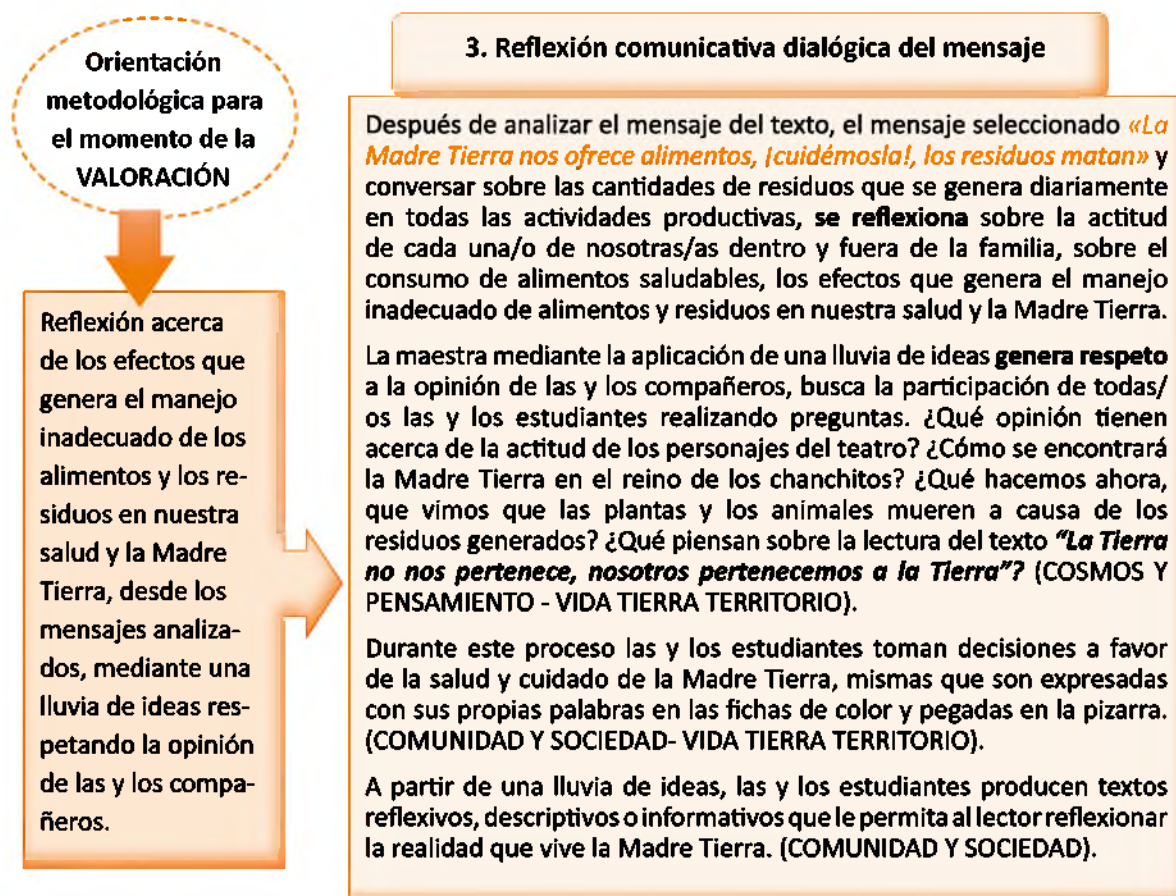 Orientación
metodológica para
el momento de la
VALORACIÓN
Reflexión acerca
de los efectos que
genera el manejo
inadecuado de los
alimentos y los re-
siduos en nuestra
salud y la Madre
Tierra, desde los
mensajes analiza-
dos, mediante una
lluvia de ideas res-
petando la opinión
de las y los compa-
ñeros.
3. Reflexión comunicativa dialógica del mensaje
Después de analizar el mensaje del texto, el mensaje seleccionado «La
Madre Tierra nos ofrece alimentos, ¡cuidémosla!, los residuos matan» y
conversar sobre las cantidades de residuos que se genera diariamente
en todas las actividades productivas, se reflexiona sobre la actitud
de cada una/o de nosotras/as dentro y fuera de la familia, sobre el
consumo de alimentos saludables, los efectos que genera el manejo
inadecuado de alimentos y residuos en nuestra salud y la Madre Tierra.
La maestra mediante la aplicación de una lluvia de ideas genera respeto
a la opinión de las y los compañeros, busca la participación de todas/
os las y los estudiantes realizando preguntas. ¿Qué opinión tienen
acerca de la actitud de los personajes del teatro? ¿Cómo se encontrará
la Madre Tierra en el reino de los chanchitos? ¿Qué hacemos ahora,
que vimos que las plantas y los animales mueren a causa de los
residuos generados? ¿Qué piensan sobre la lectura del texto "La Tierra
no nos pertenece, nosotros pertenecemos a la Tierra"? (COSMOS Y
PENSAMIENTO - VIDA TIERRA TERRITORIO).
Durante este proceso las y los estudiantes toman decisiones a favor
de la salud y cuidado de la Madre Tierra, mismas que son expresadas
con sus propias palabras en las fichas de color y pegadas en la pizarra.
(COMUNIDAD Y SOCIEDAD- VIDA TIERRA TERRITORIO).
A partir de una lluvia de ideas, las y los estudiantes producen textos
reflexivos, descriptivos o informativos que le permita al lector reflexionar
la realidad que vive la Madre Tierra. (COMUNIDAD Y SOCIEDAD).